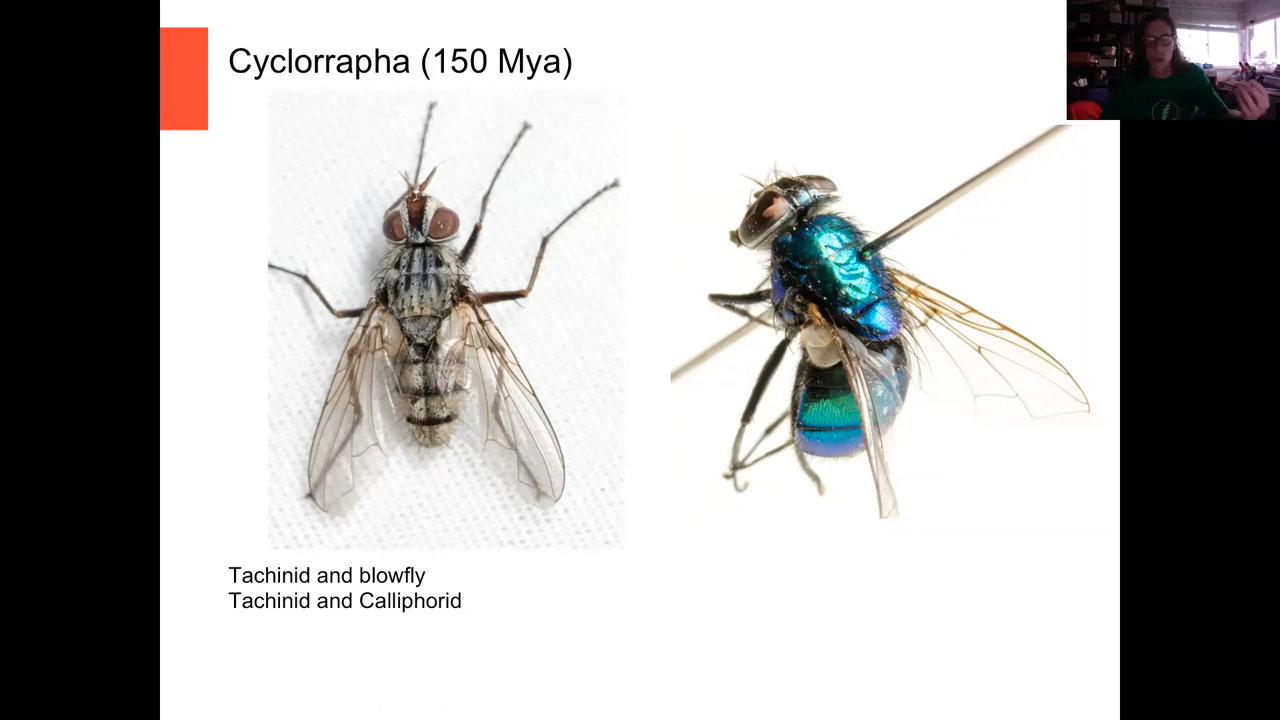 Cyclorrapha (150 Mya)
Tachinid and blowfly
Tachinid and Calliphorid